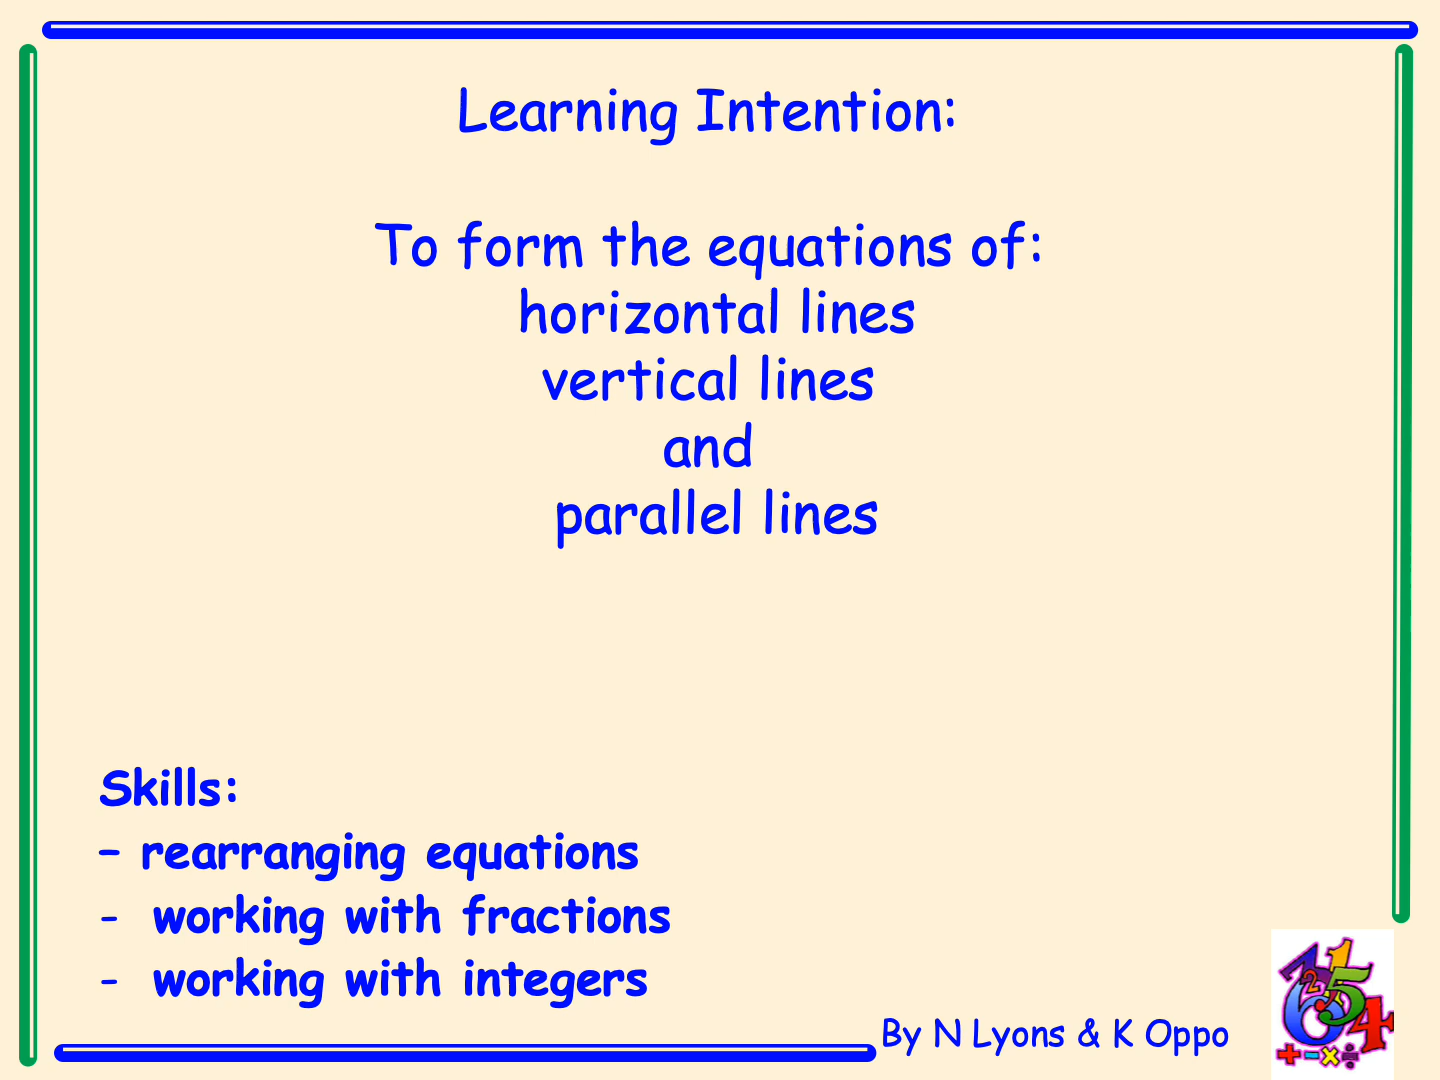 Learning Intention:
To form the equations of:
horizontal lines
vertical lines
and
parallel lines
Skills:
– rearranging equations
- working with fractions
- working with integers
By N Lyons & K Oppo